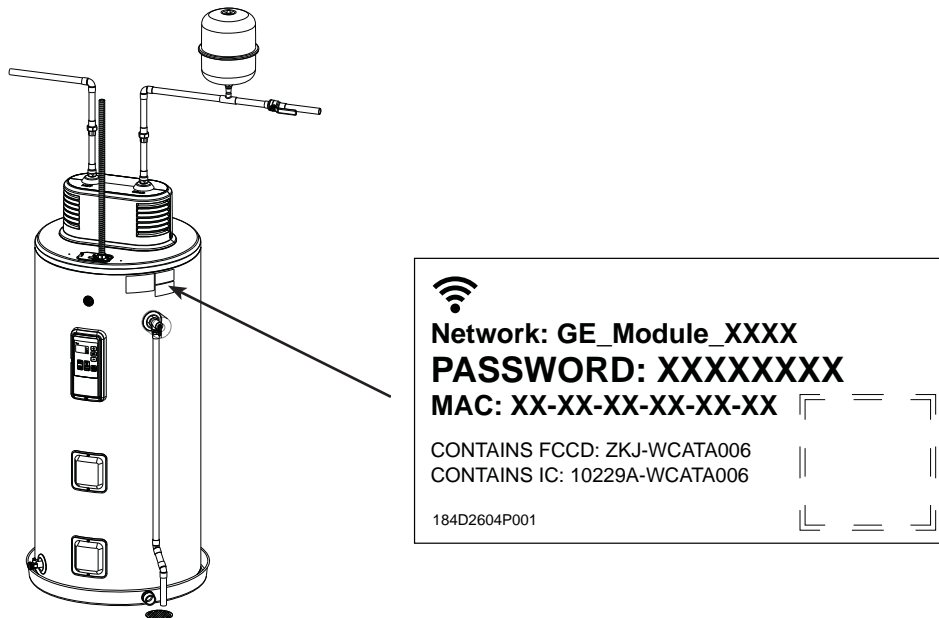 Network: GE_Module_XXXX
PASSWORD: XXXXXXXX
MAC: XX-XX-XX-XX-XX-XX
CONTAINS FCCD: ZKJ-WCATA006
CONTAINS IC: 10229A-WCATA006
184D2604P001